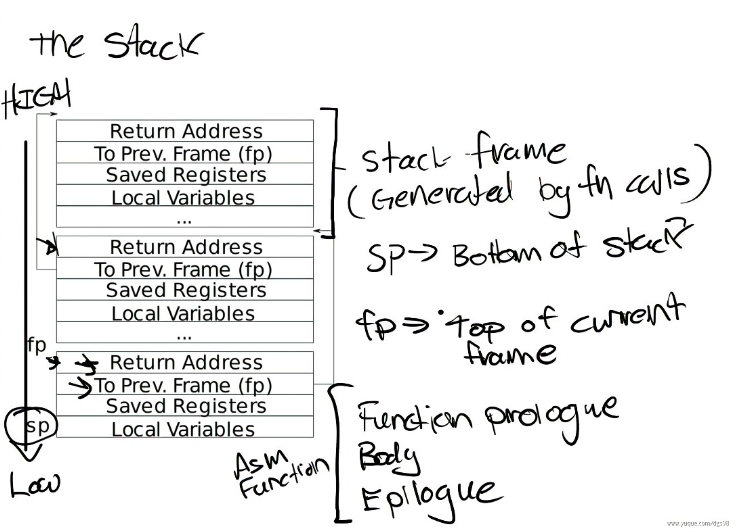 the stack
HIGH
Return Address
To Prev. Frame (fp)
Saved Registers
Local Variables
...
Stack frame
(Generated by fn calls)
Return Address
To Prev. Frame (fp)
Saved Registers
Local Variables
...
sp → Bottom of stack
fp → Top of current
frame
fp
Return Address
To Prev. Frame (fp)
Saved Registers
Local Variables
sp
Low
Asm
Function
Function prologue
Body
Epilogue
www.yuque.com/dgs98